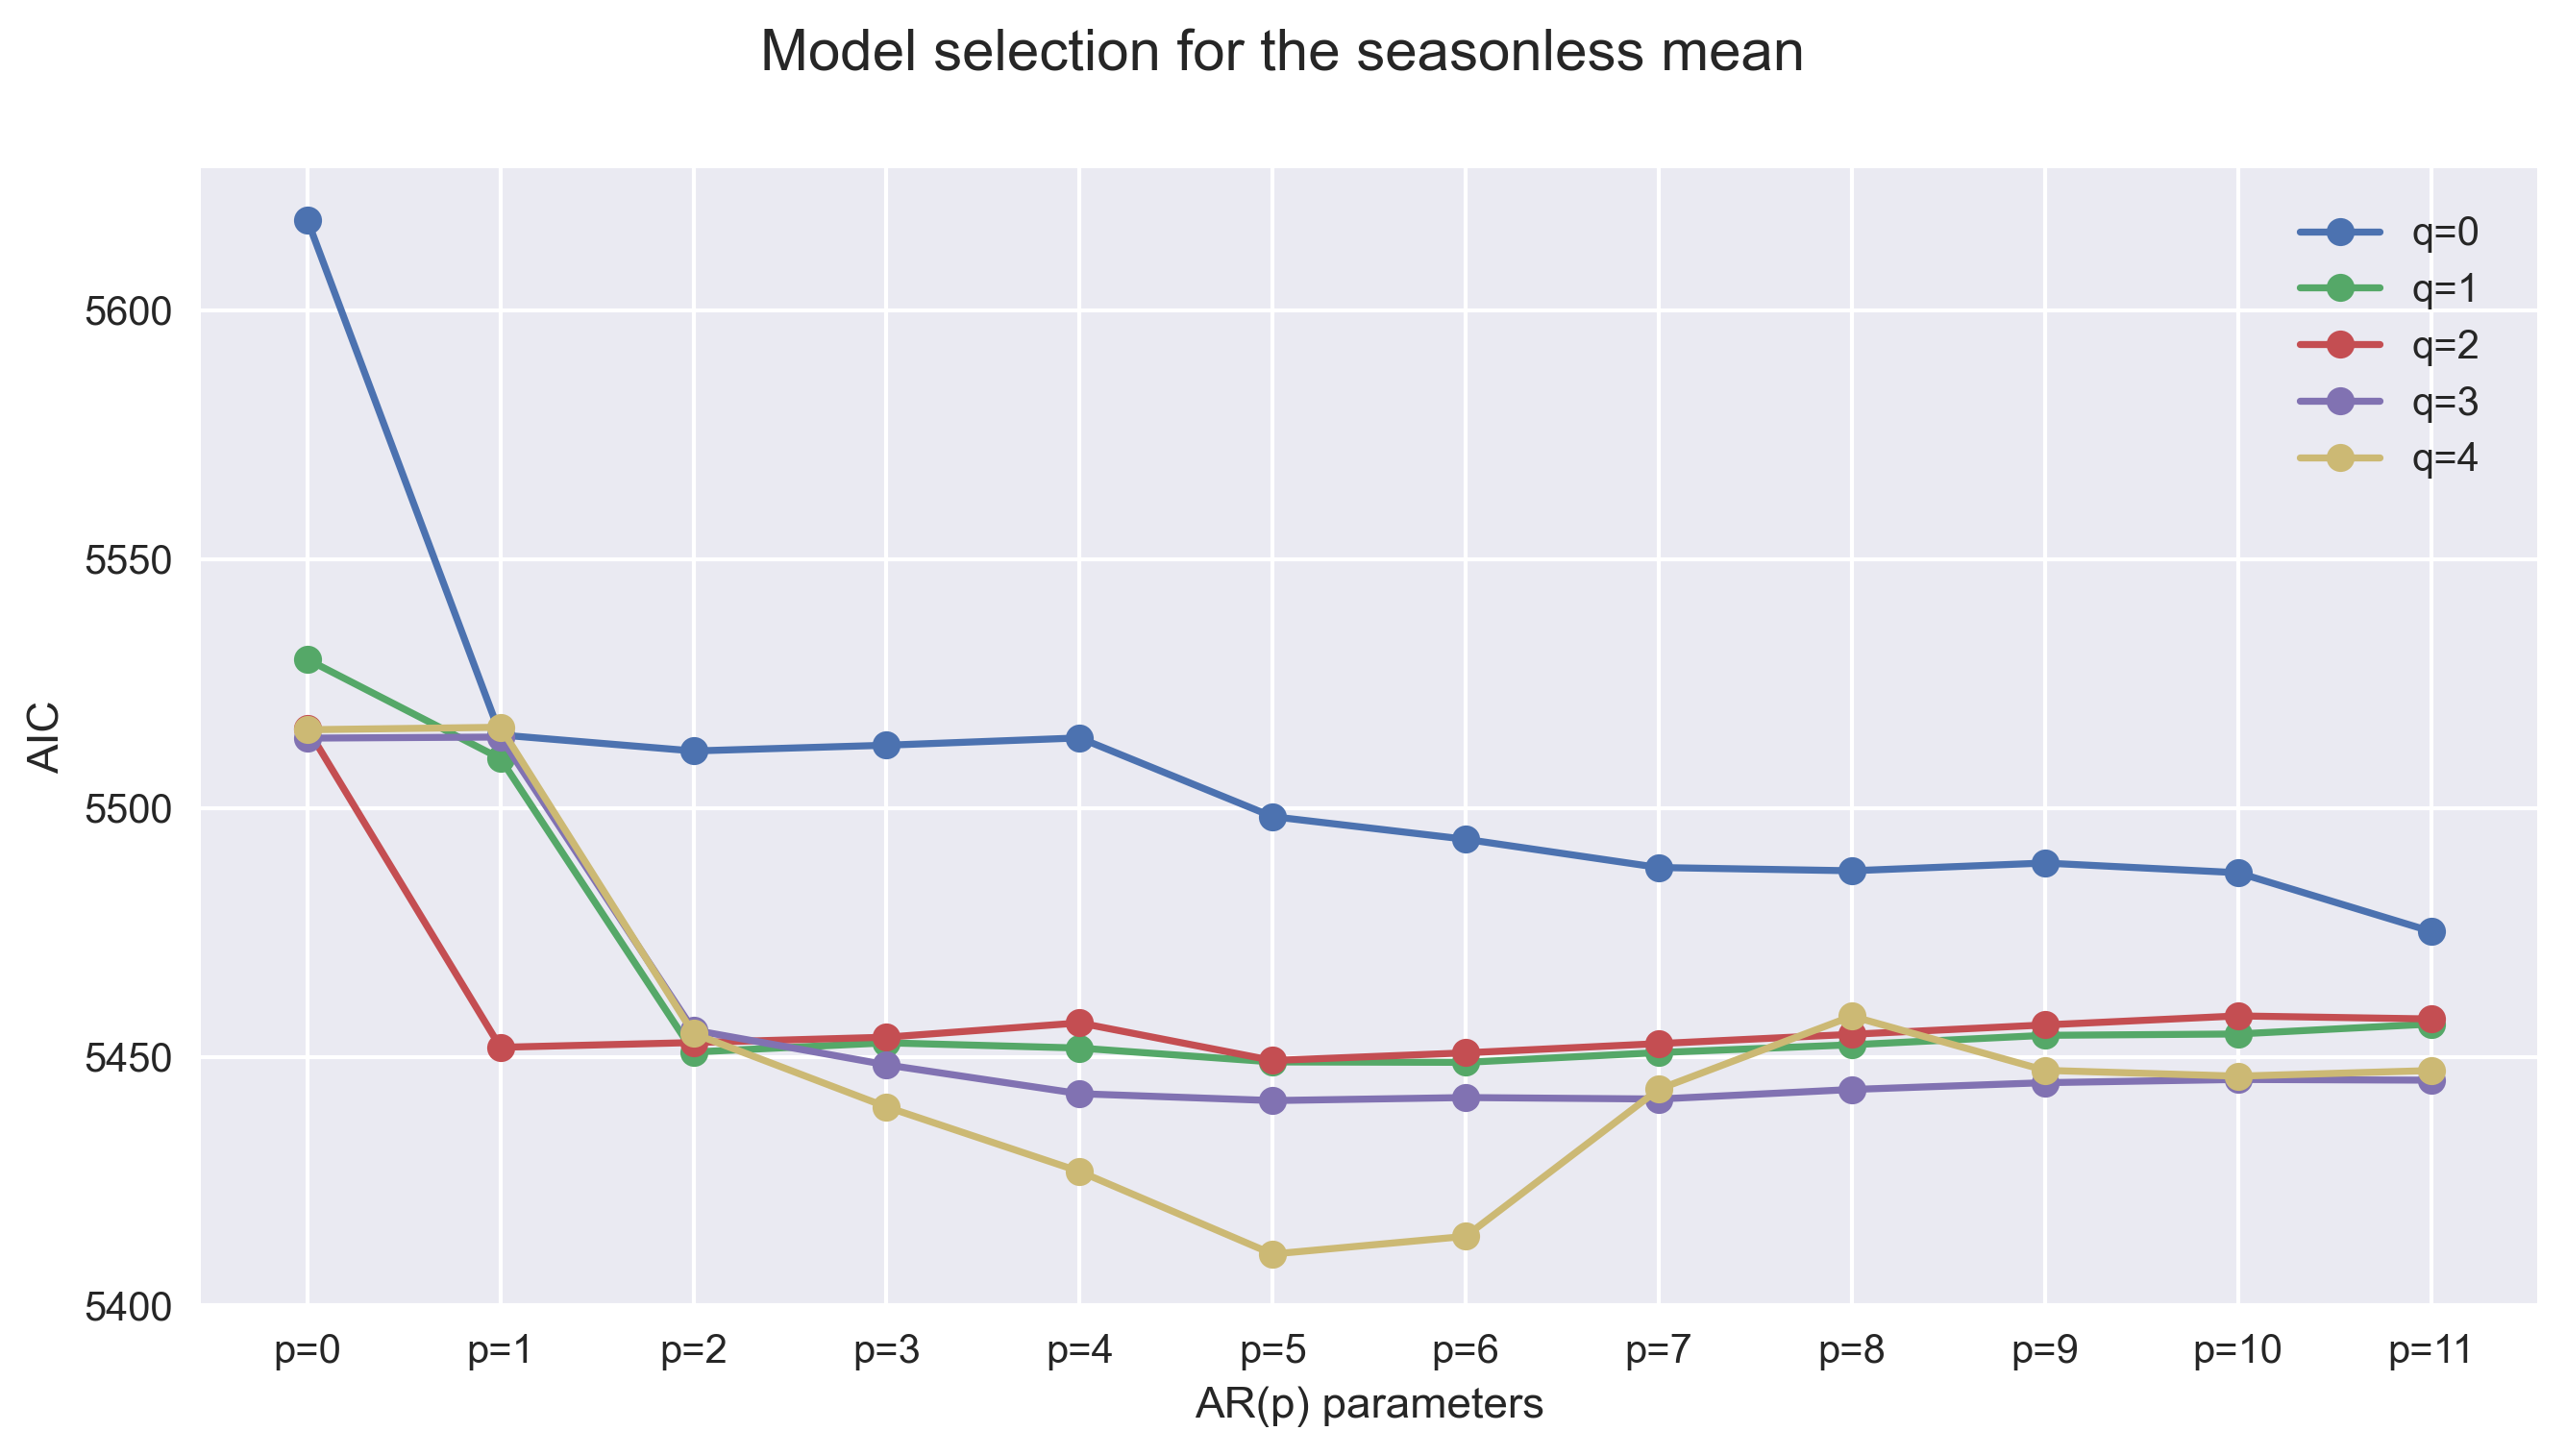 Model selection for the seasonless mean
q=0
q=1
q=2
q=3
q=4
5600
5550
5500
5450
5400
AIC
p=0 p=1 p=2 p=3 p=4 p=5 p=6 p=7 p=8 p=9 p=10 p=11
AR(p) parameters